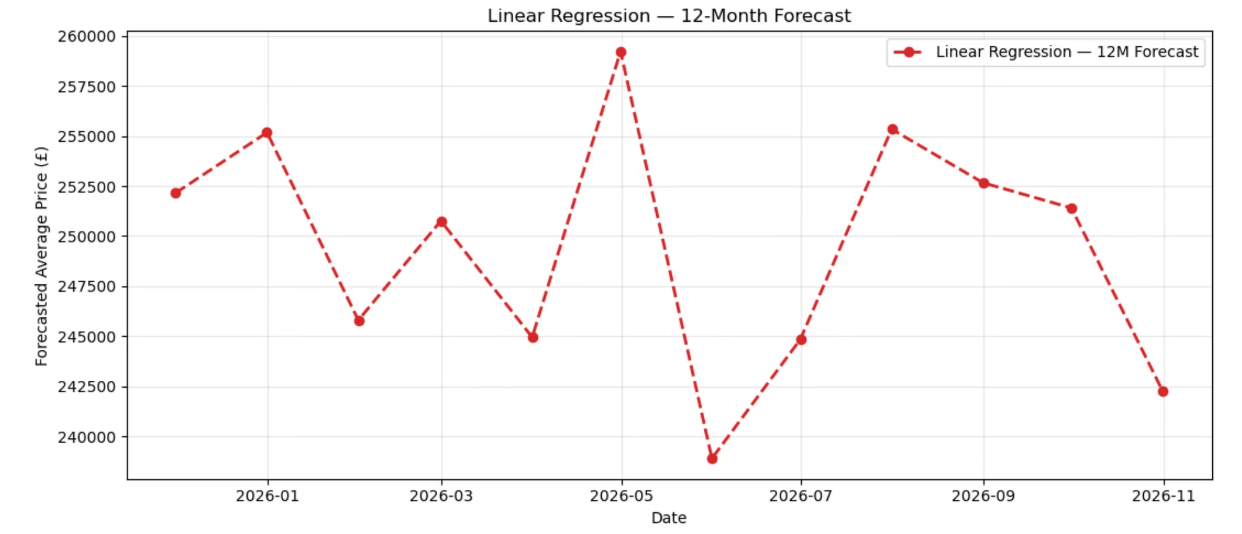 Linear Regression — 12-Month Forecast
Linear Regression — 12M Forecast
Forecasted Average Price (£)
260000
257500
255000
252500
250000
247500
245000
242500
240000
2026-01 2026-03 2026-05 2026-07 2026-09 2026-11
Date